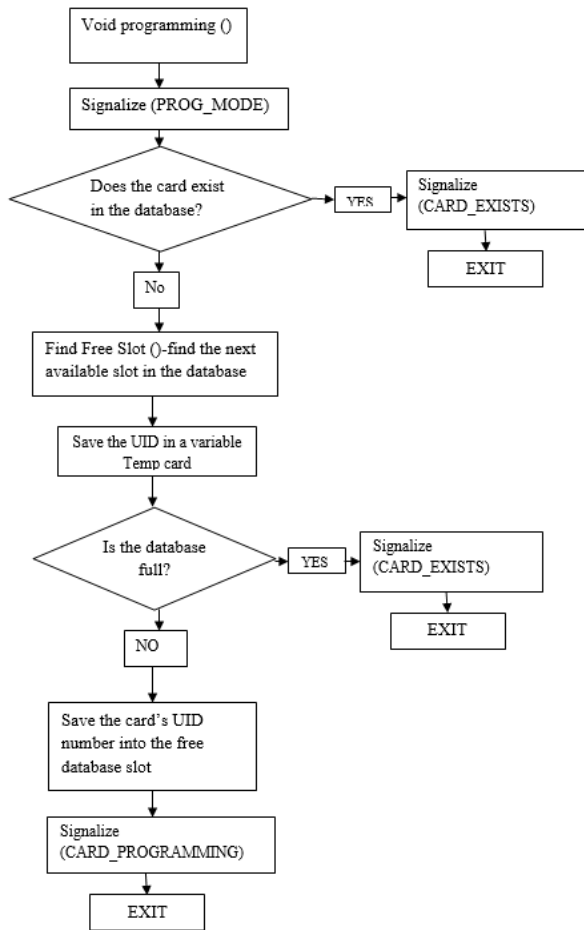 Void programming ()
Signalize (PROG_MODE)
Does the card exist
in the database?
YES
Signalize
(CARD_EXISTS)
EXIT
No
Find Free Slot ()-find the next
available slot in the database
Save the UID in a variable
Temp card
Is the database
full?
YES
Signalize
(CARD_EXISTS)
EXIT
NO
Save the card's UID
number into the free
database slot
Signalize
(CARD_PROGRAMMING)
EXIT